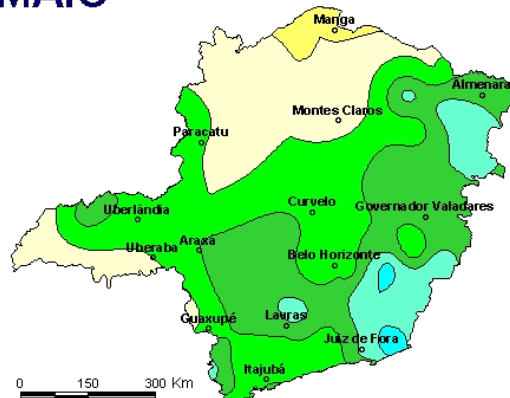 MAIO
Manga
Almenara
Montes Claros
Paracatu
Curvelo
Governador Valadares
Uberlândia
Araxá
Uberaba
Belo Horizonte
Guaxupé
Lavras
Juiz de Fora
Itajubá
0 150 300 Km